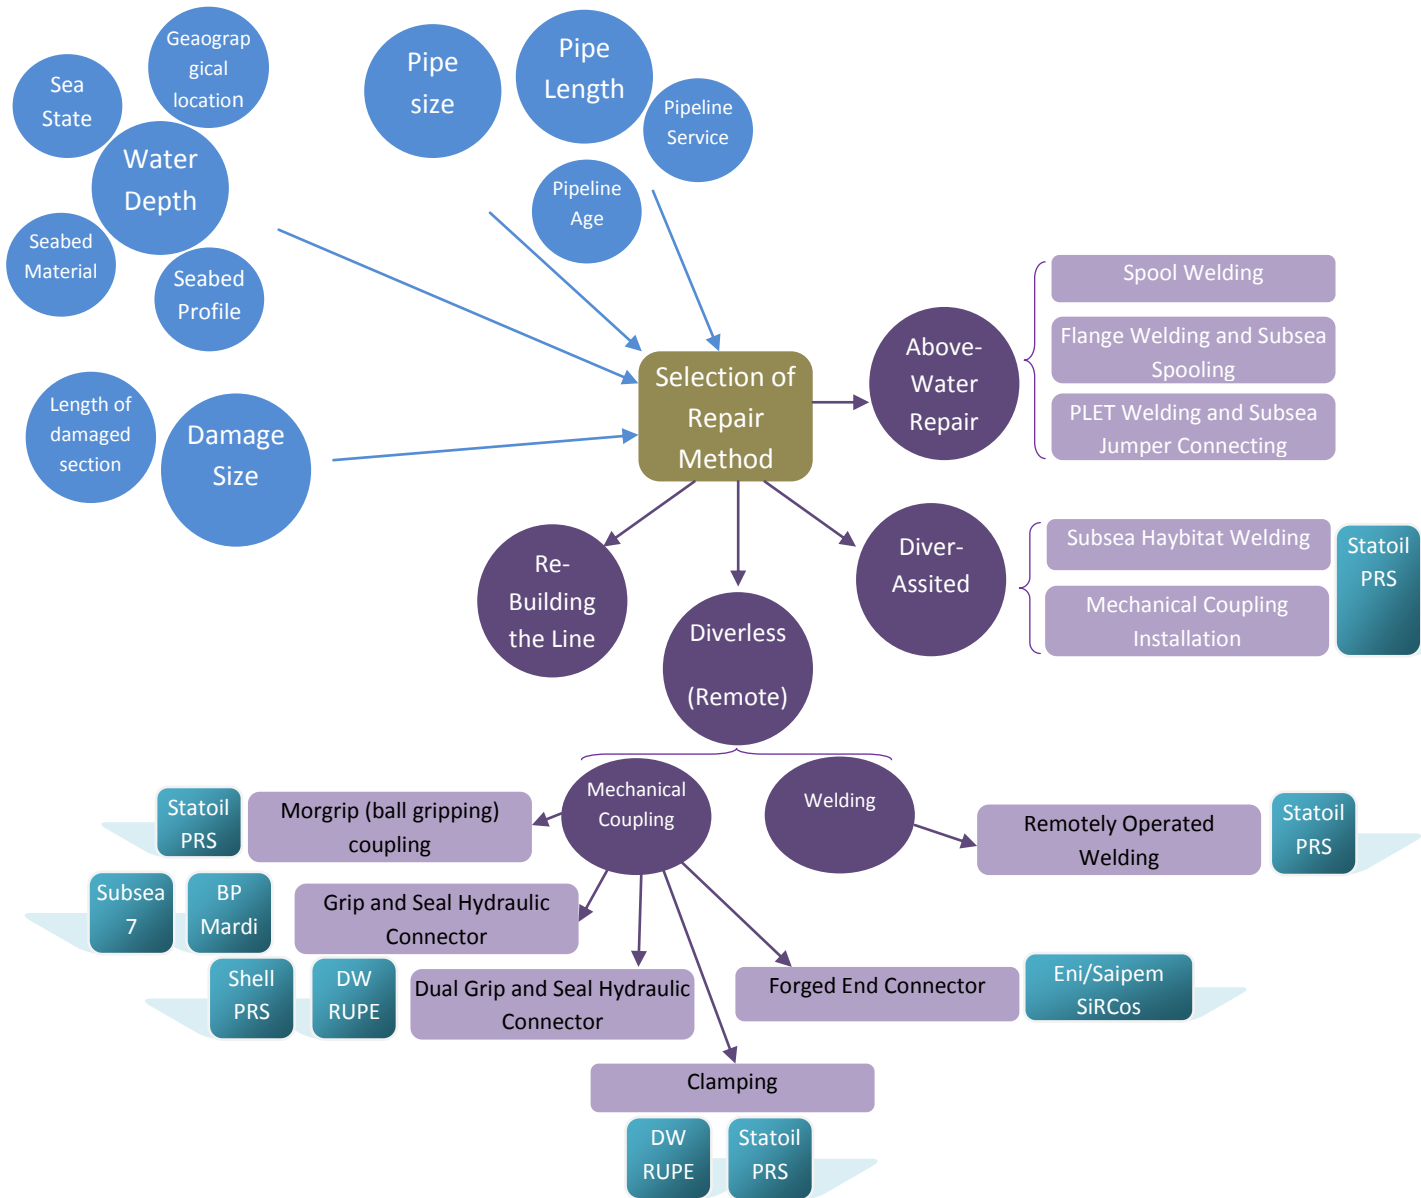 Geaograp
gical
location
Sea
State
Water
Depth
Seabed
Material
Seabed
Profile
Pipe
size
Pipe
Length
Pipeline
Service
Pipeline
Age
Length of
damaged
section
Damage
Size
Selection of
Repair
Method
Above-
Water
Repair
Spool Welding
Flange Welding and Subsea
Spooling
PLET Welding and Subsea
Jumper Connecting
Diver-
Assited
Subsea Haybitat Welding
Mechanical Coupling
Installation
Statoil
PRS
Re-
Building
the Line
Diverless
(Remote)
Mechanical
Coupling
Welding
Statoil
PRS
Morgrip (ball gripping)
coupling
Remotely Operated
Welding
Statoil
PRS
Subsea
7
BP
Mardi
Grip and Seal Hydraulic
Connector
Shell
PRS
DW
RUPE
Dual Grip and Seal Hydraulic
Connector
Forged End Connector
Eni/Saipem
SiRCos
Clamping
DW
RUPE
Statoil
PRS